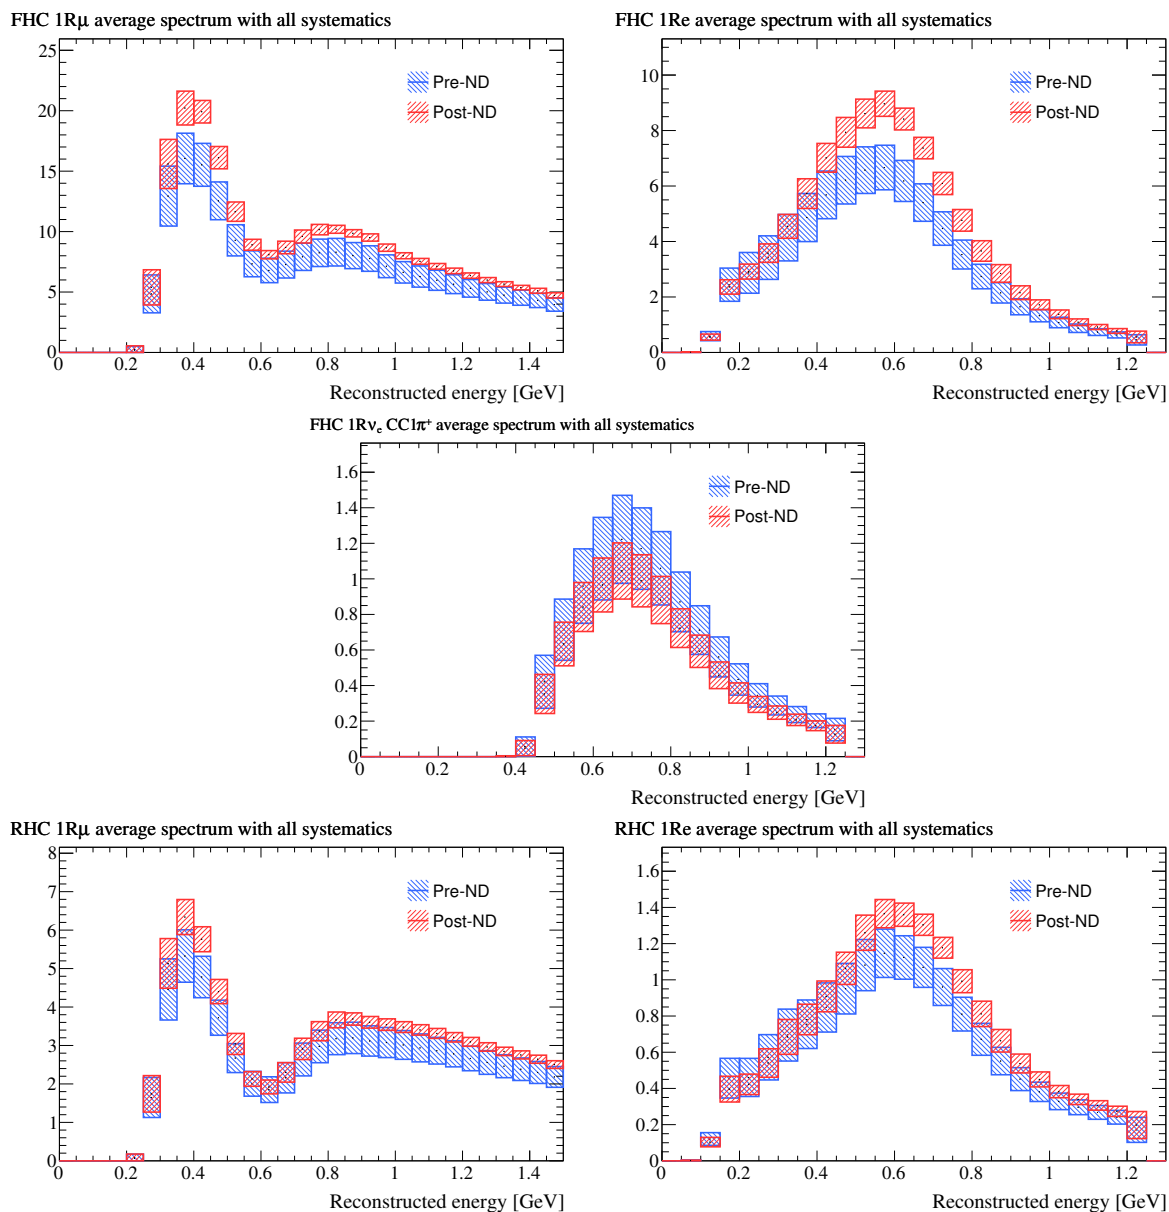 FHC 1Rμ average spectrum with all systematics
25
20
15
10
5
0
Pre-ND
Post-ND
0 0.2 0.4 0.6 0.8 1 1.2 1.4
Reconstructed energy [GeV]
FHC 1Re average spectrum with all systematics
10
8
6
4
2
0
Pre-ND
Post-ND
0 0.2 0.4 0.6 0.8 1 1.2
Reconstructed energy [GeV]
FHC 1Rνₑ CC1π⁺ average spectrum with all systematics
1.6
1.4
1.2
1
0.8
0.6
0.4
0.2
0
Pre-ND
Post-ND
0 0.2 0.4 0.6 0.8 1 1.2
Reconstructed energy [GeV]
RHC 1Rμ average spectrum with all systematics
8
7
6
5
4
3
2
1
0
Pre-ND
Post-ND
0 0.2 0.4 0.6 0.8 1 1.2 1.4
Reconstructed energy [GeV]
RHC 1Re average spectrum with all systematics
1.6
1.4
1.2
1
0.8
0.6
0.4
0.2
0
Pre-ND
Post-ND
0 0.2 0.4 0.6 0.8 1 1.2
Reconstructed energy [GeV]